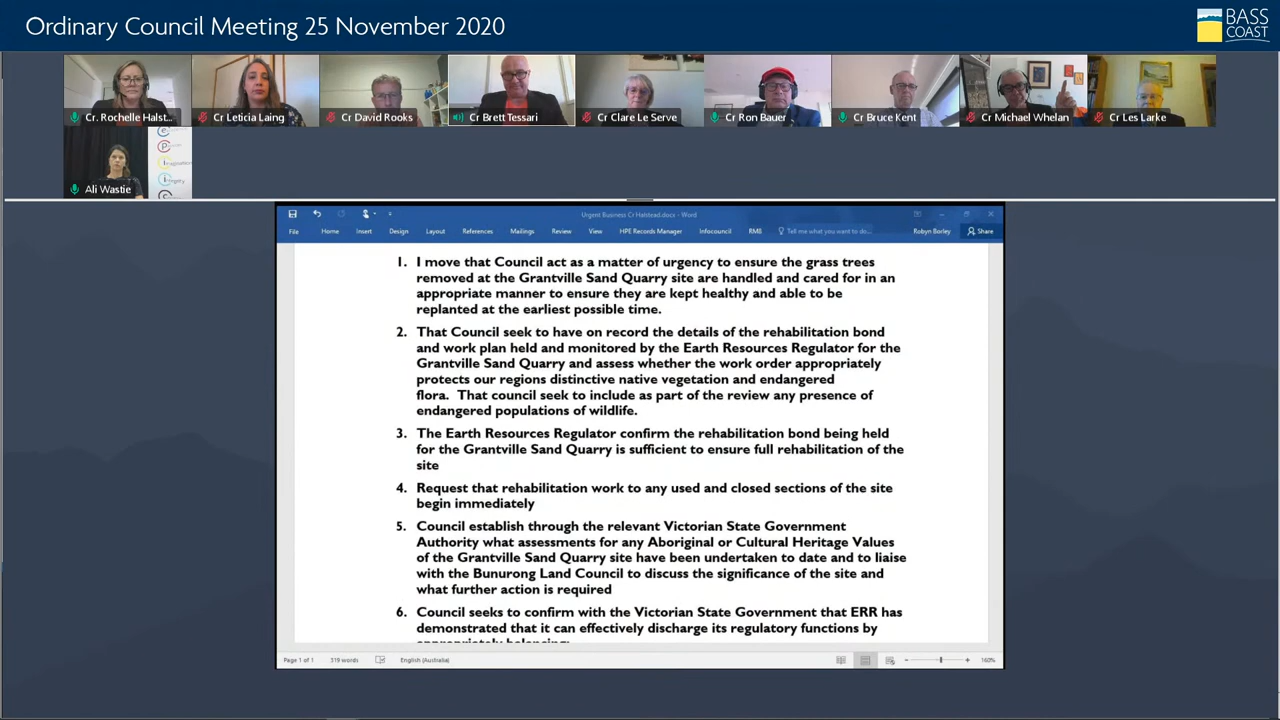 Ordinary Council Meeting 25 November 2020
BASS
COAST
Cr. Rochelle Halst...
Cr Leticia Laing
Cr David Rooks
Cr Brett Tessari
Cr Clare Le Serve
Cr Ron Bauer
Cr Bruce Kent
Cr Michael Whelan
Cr Les Larke
Ali Wastie
Urgent Business Cr Halstead.docs - Word
File Home Insert Design Layout References Mailings Review View HPE Records Manager Infocouncil RMB Tell me what you want to do... Robyn Borley Share
1. I move that Council act as a matter of urgency to ensure the grass trees
removed at the Grantville Sand Quarry site are handled and cared for in an
appropriate manner to ensure they are kept healthy and able to be
replanted at the earliest possible time.
2. That Council seek to have on record the details of the rehabilitation bond
and work plan held and monitored by the Earth Resources Regulator for the
Grantville Sand Quarry and assess whether the work order appropriately
protects our regions distinctive native vegetation and endangered
flora. That council seek to include as part of the review any presence of
endangered populations of wildlife.
3. The Earth Resources Regulator confirm the rehabilitation bond being held
for the Grantville Sand Quarry is sufficient to ensure full rehabilitation of the
site
4. Request that rehabilitation work to any used and closed sections of the site
begin immediately
5. Council establish through the relevant Victorian State Government
Authority what assessments for any Aboriginal or Cultural Heritage Values
of the Grantville Sand Quarry site have been undertaken to date and to liaise
with the Bunurong Land Council to discuss the significance of the site and
what further action is required
6. Council seeks to confirm with the Victorian State Government that ERR has
demonstrated that it can effectively discharge its regulatory functions by
appropriately balancing:
Page 1 of 1 319 words English (Australia) 160%